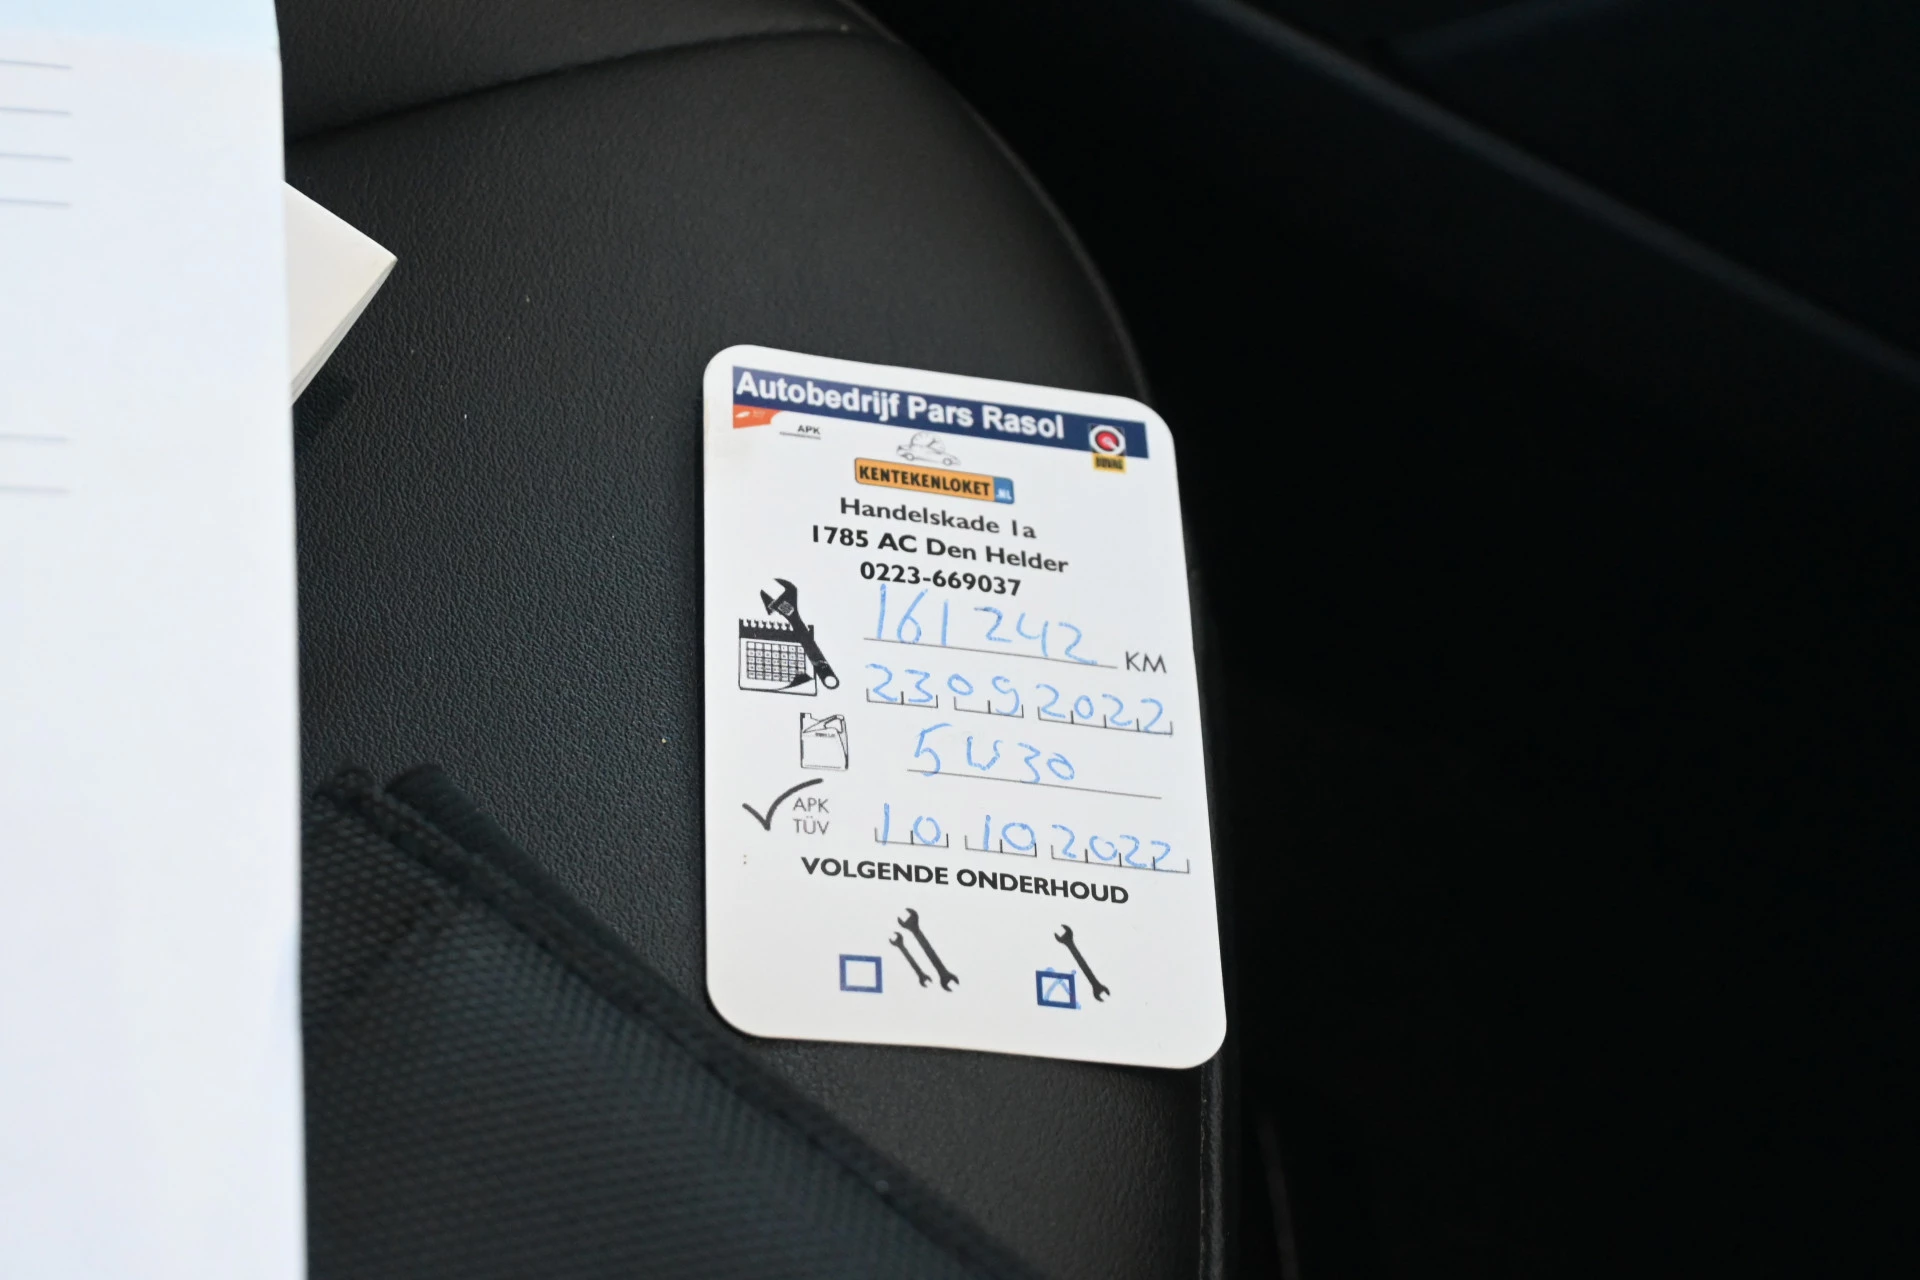 Autobedrijf Pars Rasol
APK
BOVAG
KENTEKENLOKET.NL
Handelskade 1a
1785 AC Den Helder
0223-669037
161242 KM
23 09 2022
5W30
APK
TÜV
10 10 2022
VOLGENDE ONDERHOUD